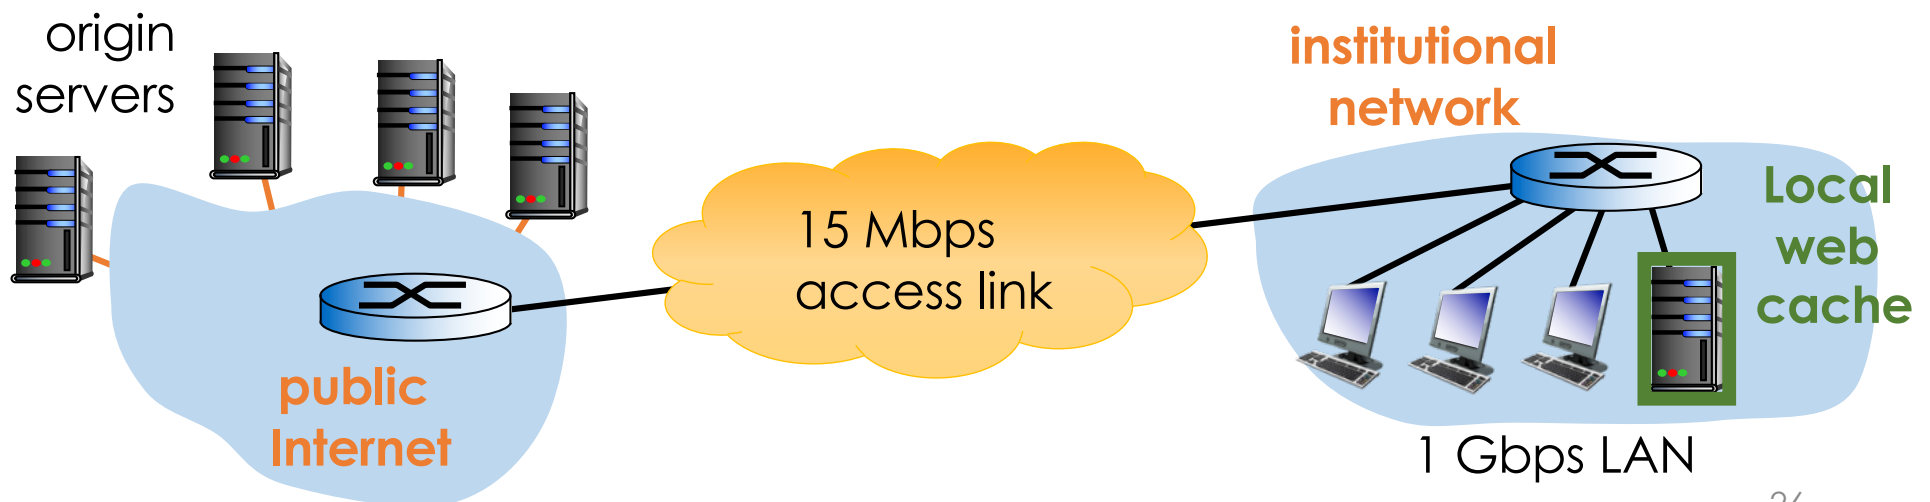 origin
servers
public
Internet
15 Mbps
access link
institutional
network
Local
web
cache
1 Gbps LAN